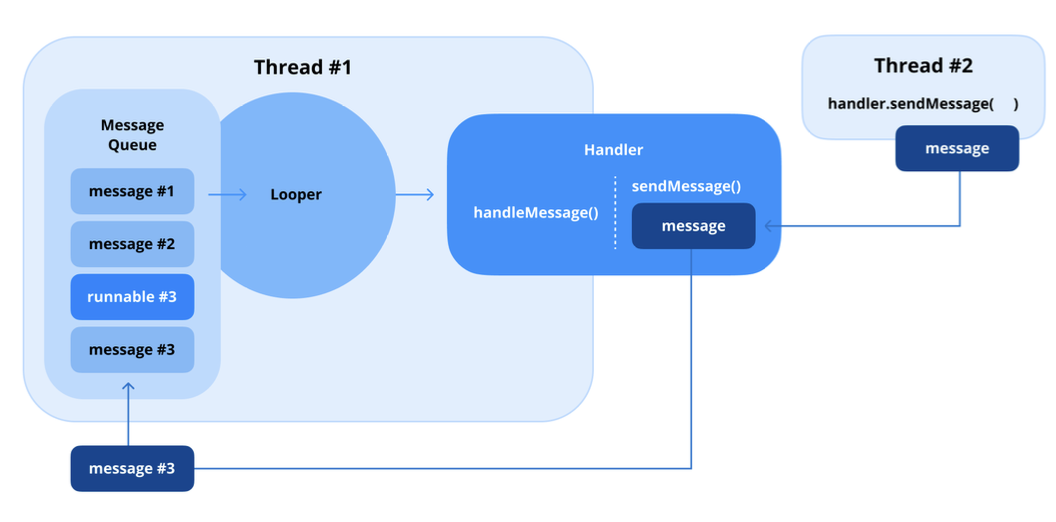 Thread #1
Message
Queue
message #1
message #2
runnable #3
message #3
message #3
Looper
Handler
handleMessage()
sendMessage()
message
Thread #2
handler.sendMessage(    )
message